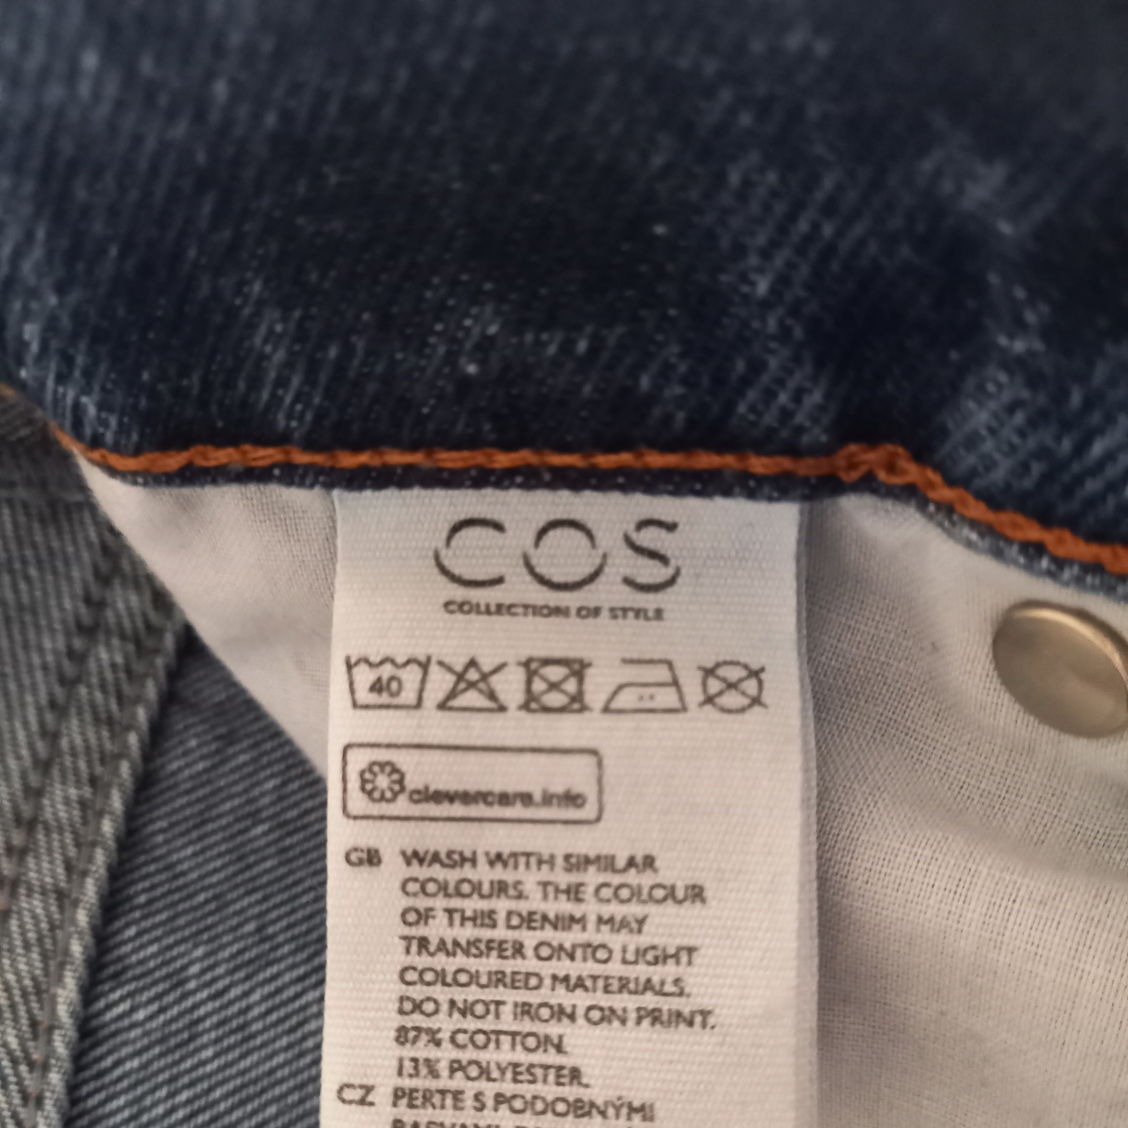 COS
COLLECTION OF STYLE
40
clevercare.info
GB WASH WITH SIMILAR
COLOURS. THE COLOUR
OF THIS DENIM MAY
TRANSFER ONTO LIGHT
COLOURED MATERIALS.
DO NOT IRON ON PRINT.
87% COTTON.
13% POLYESTER.
CZ PERTE S PODOBNÝMI